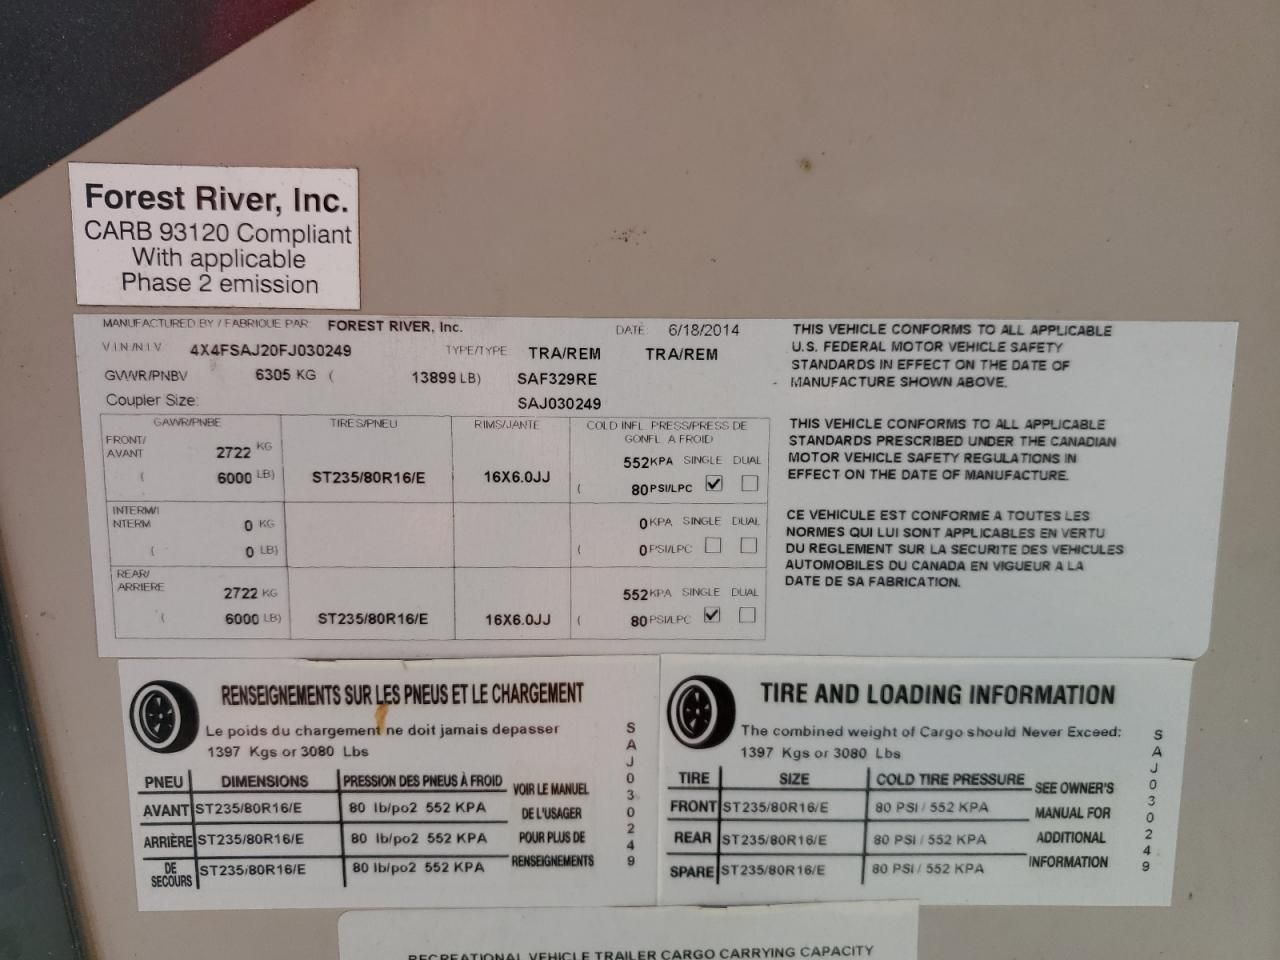 Forest River, Inc.
CARB 93120 Compliant
With applicable
Phase 2 emission
MANUFACTURED BY / FABRIQUE PAR: FOREST RIVER, Inc. DATE: 6/18/2014
V.I.N./N.I.V. 4X4FSAJ20FJ030249 TYPE/TYPE TRA/REM TRA/REM
GVWR/PNBV 6305 KG ( 13899 LB) SAF329RE
Coupler Size: SAJ030249
GAWR/PNBE TIRES/PNEU RIMS/JANTE COLD INFL. PRESS/PRESS DE
GONFL. A FROID
FRONT/
AVANT 2722 KG 552 KPA SINGLE DUAL
( 6000 LB) ST235/80R16/E 16X6.0JJ ( 80 PSI/LPC
INTERM/I
NTERM 0 KG 0 KPA SINGLE DUAL
( 0 LB) ( 0 PSI/LPC
REAR/
ARRIERE 2722 KG 552 KPA SINGLE DUAL
( 6000 LB) ST235/80R16/E 16X6.0JJ ( 80 PSI/LPC
THIS VEHICLE CONFORMS TO ALL APPLICABLE
U.S. FEDERAL MOTOR VEHICLE SAFETY
STANDARDS IN EFFECT ON THE DATE OF
MANUFACTURE SHOWN ABOVE.
THIS VEHICLE CONFORMS TO ALL APPLICABLE
STANDARDS PRESCRIBED UNDER THE CANADIAN
MOTOR VEHICLE SAFETY REGULATIONS IN
EFFECT ON THE DATE OF MANUFACTURE.
CE VEHICULE EST CONFORME A TOUTES LES
NORMES QUI LUI SONT APPLICABLES EN VERTU
DU REGLEMENT SUR LA SECURITE DES VEHICULES
AUTOMOBILES DU CANADA EN VIGUEUR A LA
DATE DE SA FABRICATION.
RENSEIGNEMENTS SUR LES PNEUS ET LE CHARGEMENT
Le poids du chargement ne doit jamais depasser
1397 Kgs or 3080 Lbs
PNEU DIMENSIONS PRESSION DES PNEUS À FROID
AVANT ST235/80R16/E 80 lb/po2 552 KPA
ARRIÈRE ST235/80R16/E 80 lb/po2 552 KPA
DE
SECOURS ST235/80R16/E 80 lb/po2 552 KPA
VOIR LE MANUEL
DE L'USAGER
POUR PLUS DE
RENSEIGNEMENTS
SAJ030249
TIRE AND LOADING INFORMATION
The combined weight of Cargo should Never Exceed:
1397 Kgs or 3080 Lbs
TIRE SIZE COLD TIRE PRESSURE
FRONT ST235/80R16/E 80 PSI / 552 KPA
REAR ST235/80R16/E 80 PSI / 552 KPA
SPARE ST235/80R16/E 80 PSI / 552 KPA
SEE OWNER'S
MANUAL FOR
ADDITIONAL
INFORMATION
SAJ030249
RECREATIONAL VEHICLE TRAILER CARGO CARRYING CAPACITY